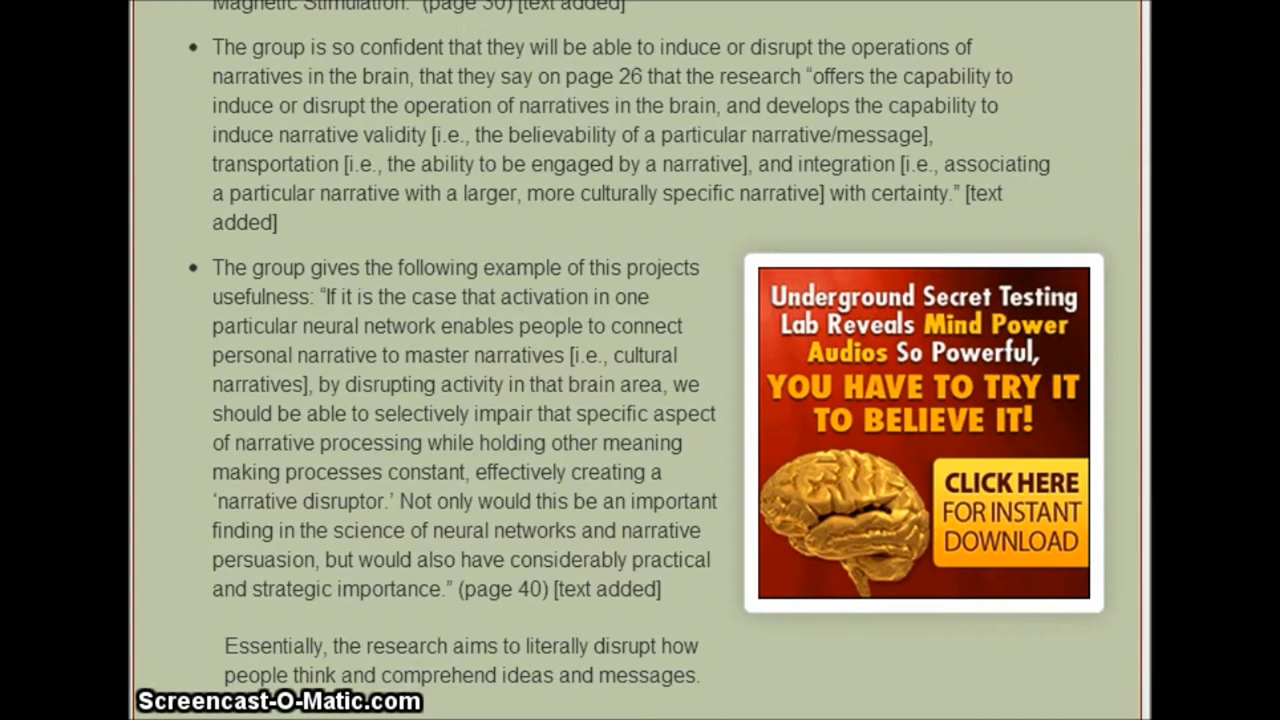 Magnetic Stimulation." (page 30) [text added]
The group is so confident that they will be able to induce or disrupt the operations of
narratives in the brain, that they say on page 26 that the research “offers the capability to
induce or disrupt the operation of narratives in the brain, and develops the capability to
induce narrative validity [i.e., the believability of a particular narrative/message],
transportation [i.e., the ability to be engaged by a narrative], and integration [i.e., associating
a particular narrative with a larger, more culturally specific narrative] with certainty.” [text
added]
The group gives the following example of this projects
usefulness: “If it is the case that activation in one
particular neural network enables people to connect
personal narrative to master narratives [i.e., cultural
narratives], by disrupting activity in that brain area, we
should be able to selectively impair that specific aspect
of narrative processing while holding other meaning
making processes constant, effectively creating a
‘narrative disruptor.’ Not only would this be an important
finding in the science of neural networks and narrative
persuasion, but would also have considerably practical
and strategic importance.” (page 40) [text added]
Essentially, the research aims to literally disrupt how
people think and comprehend ideas and messages.
Underground Secret Testing
Lab Reveals Mind Power
Audios So Powerful,
YOU HAVE TO TRY IT
TO BELIEVE IT!
CLICK HERE
FOR INSTANT
DOWNLOAD
Screencast-O-Matic.com